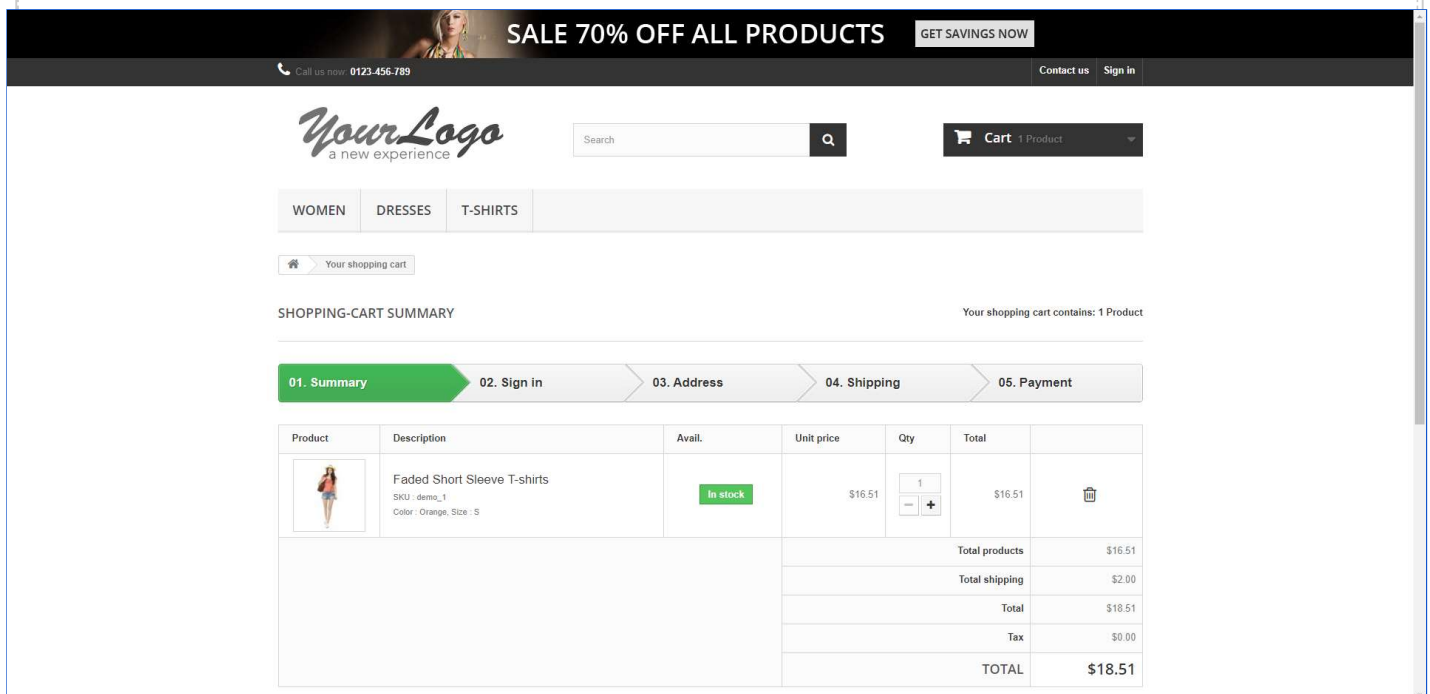 SALE 70% OFF ALL PRODUCTS GET SAVINGS NOW
Call us now: 0123-456-789 Contact us Sign in
Your Logo
a new experience
Search
Cart 1 Product
WOMEN DRESSES T-SHIRTS
Your shopping cart
SHOPPING-CART SUMMARY Your shopping cart contains: 1 Product
01. Summary 02. Sign in 03. Address 04. Shipping 05. Payment
Product Description Avail. Unit price Qty Total
Faded Short Sleeve T-shirts
SKU : demo_1
Color : Orange, Size : S
In stock $16.51 1 $16.51
Total products $16.51
Total shipping $2.00
Total $18.51
Tax $0.00
TOTAL $18.51